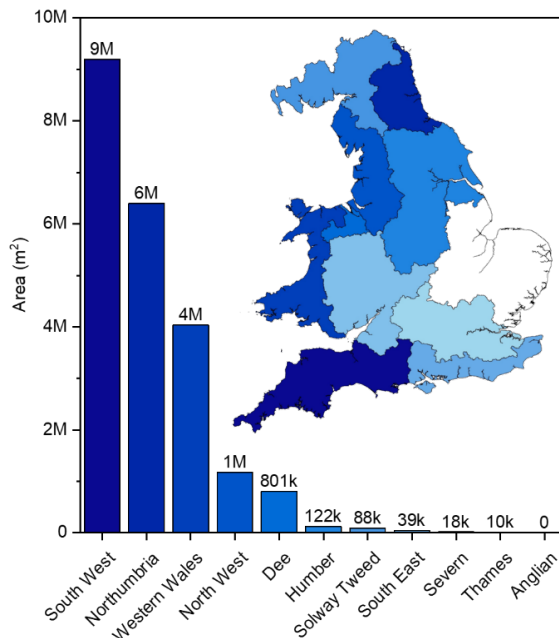 Area (m²)
10M
8M
6M
4M
2M
0
9M
6M
4M
1M
801k
122k
88k
39k
18k
10k
0
South West
Northumbria
Western Wales
North West
Dee
Humber
Solway Tweed
South East
Severn
Thames
Anglian